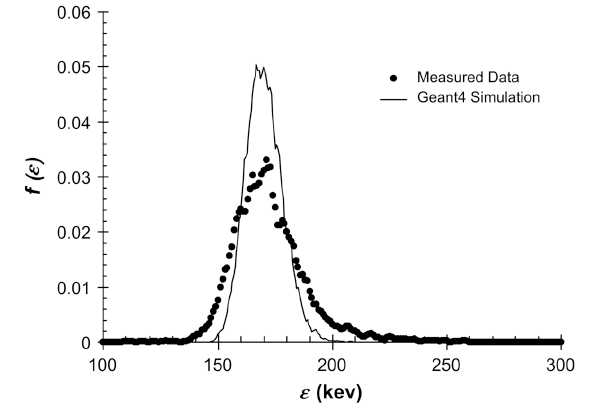 0.06
0.05
0.04
0.03
0.02
0.01
0
f (ε)
Measured Data
Geant4 Simulation
100 150 200 250 300
ε (kev)